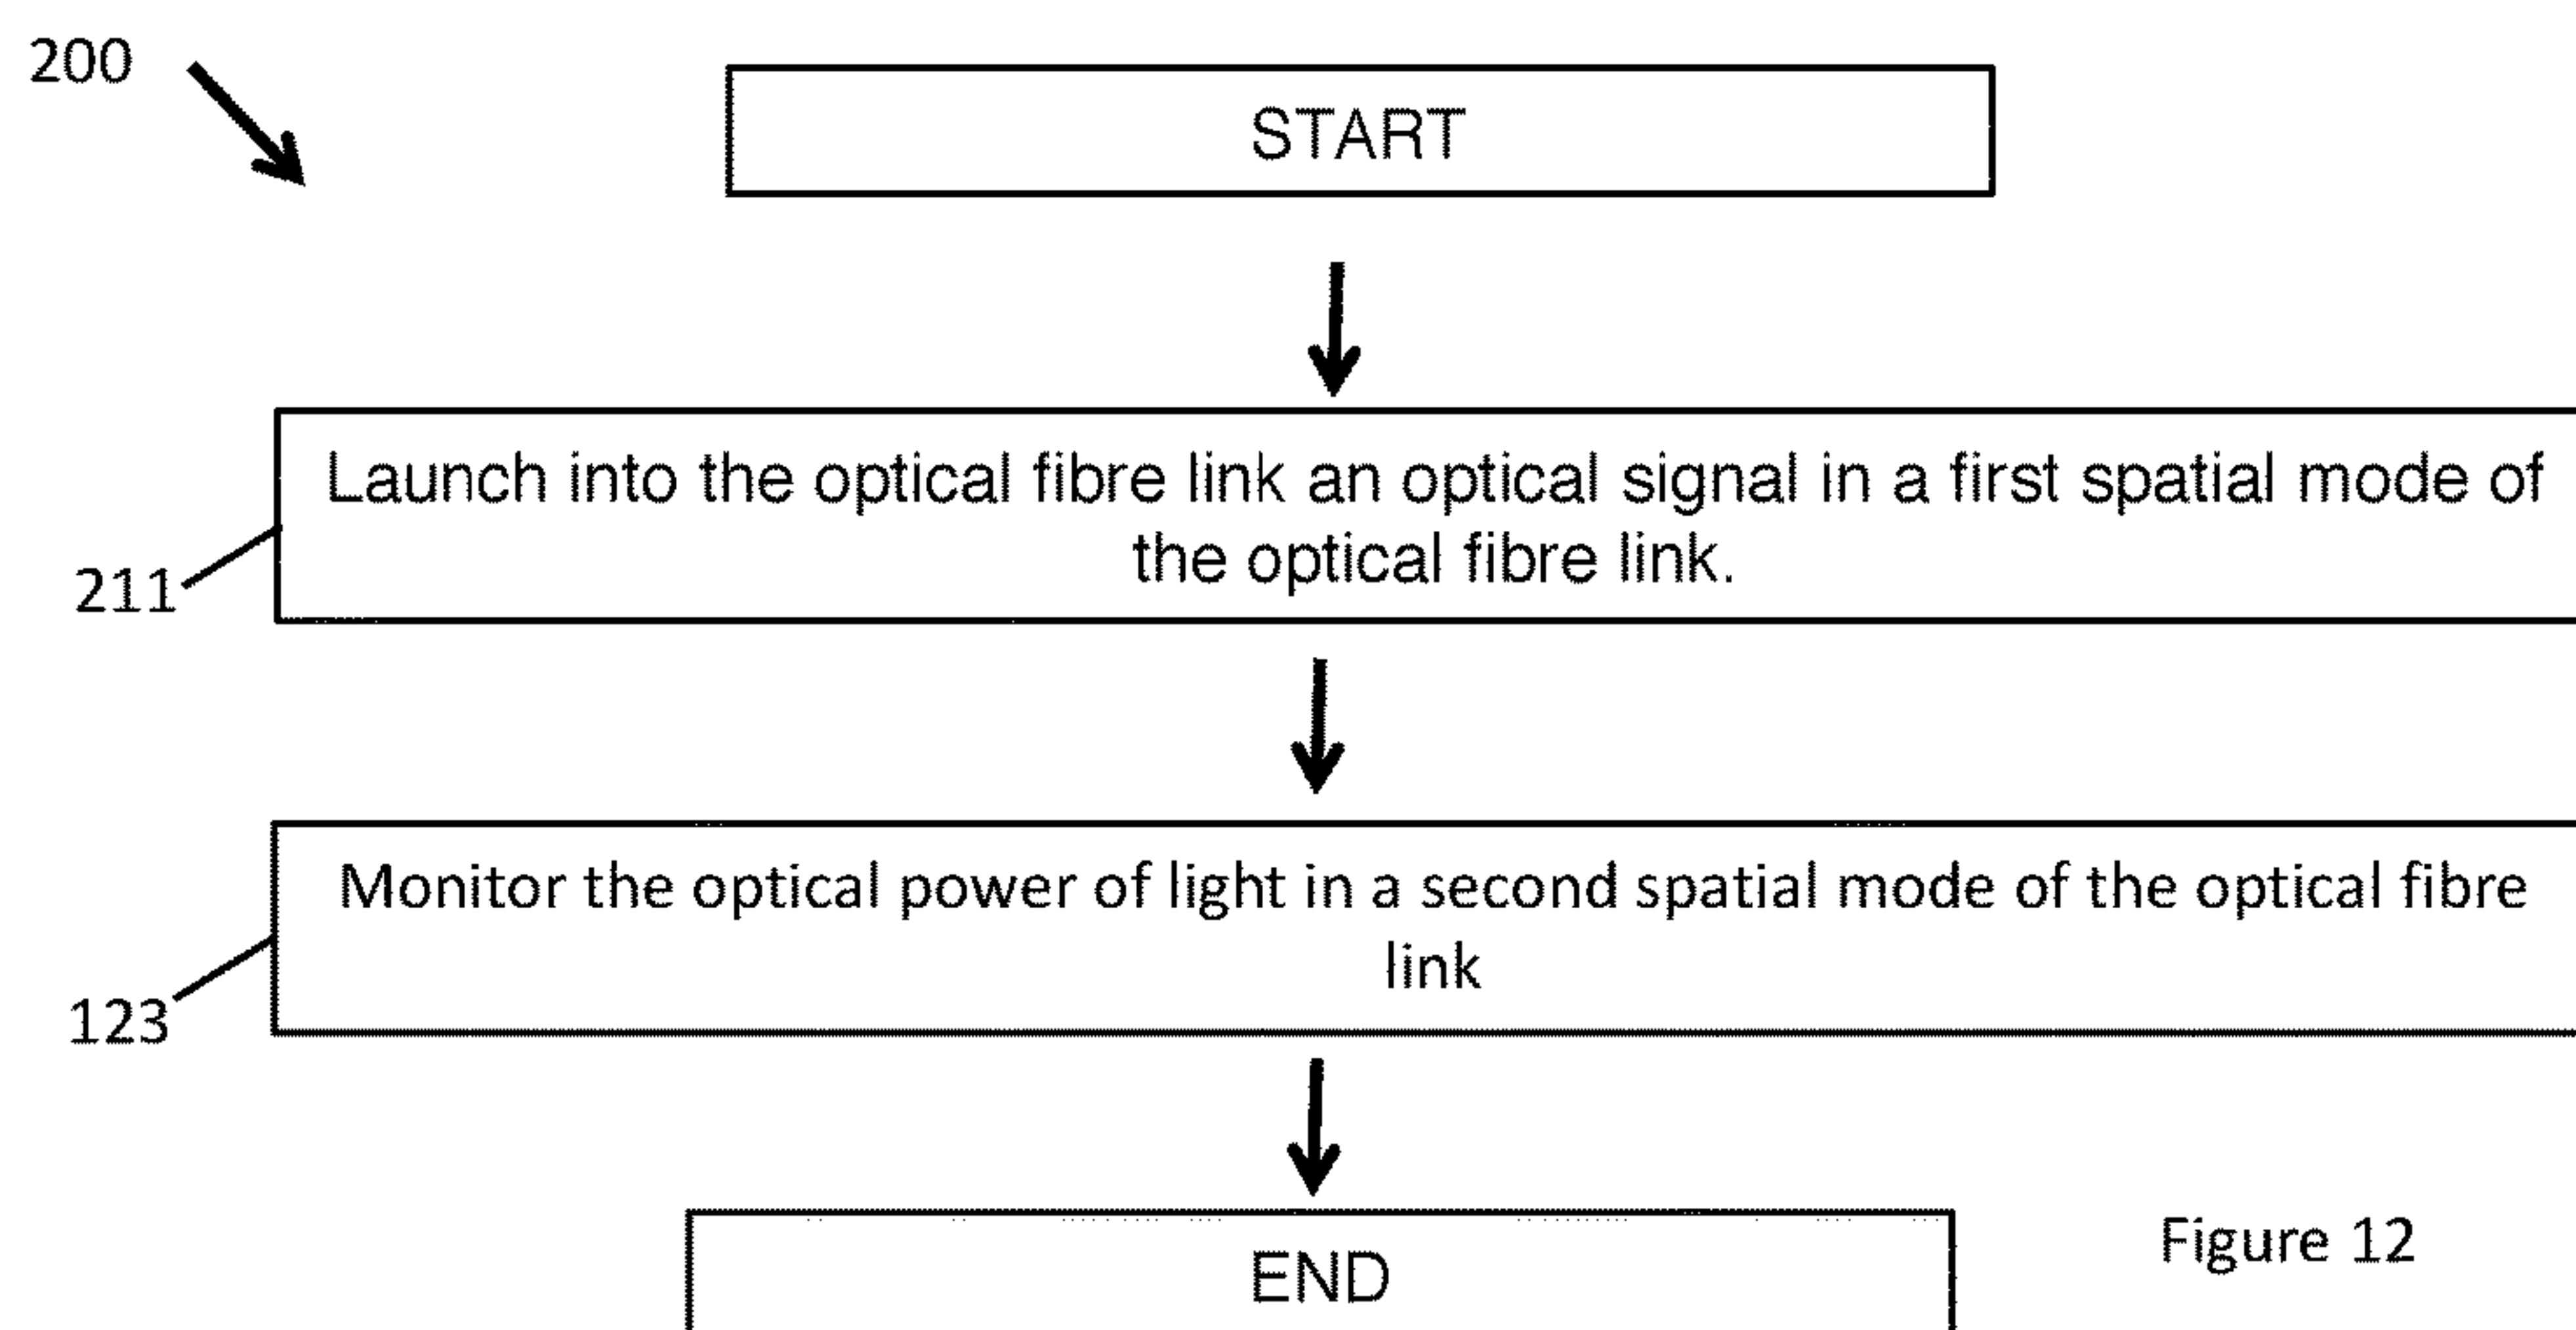 200
START
Launch into the optical fibre link an optical signal in a first spatial mode of
the optical fibre link.
211
Monitor the optical power of light in a second spatial mode of the optical fibre
link
123
END
Figure 12